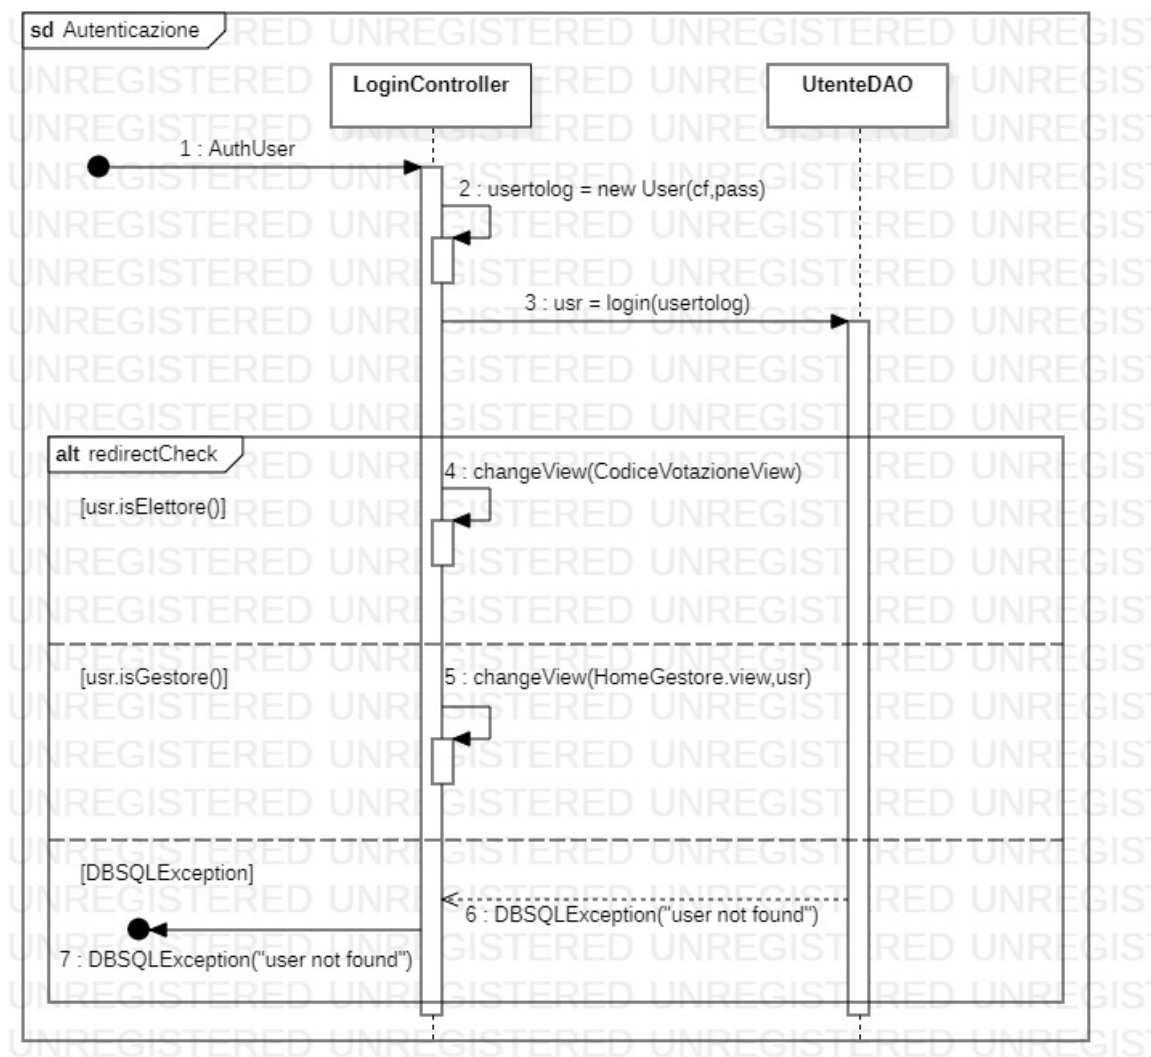 sd Autenticazione
LoginController
UtenteDAO
1 : AuthUser
2 : usertolog = new User(cf,pass)
3 : usr = login(usertolog)
alt redirectCheck
4 : changeView(CodiceVotazioneView)
[usr.isElettore()]
[usr.isGestore()]
5 : changeView(HomeGestore.view,usr)
[DBSQLException]
6 : DBSQLException("user not found")
7 : DBSQLException("user not found")
UNREGISTERED